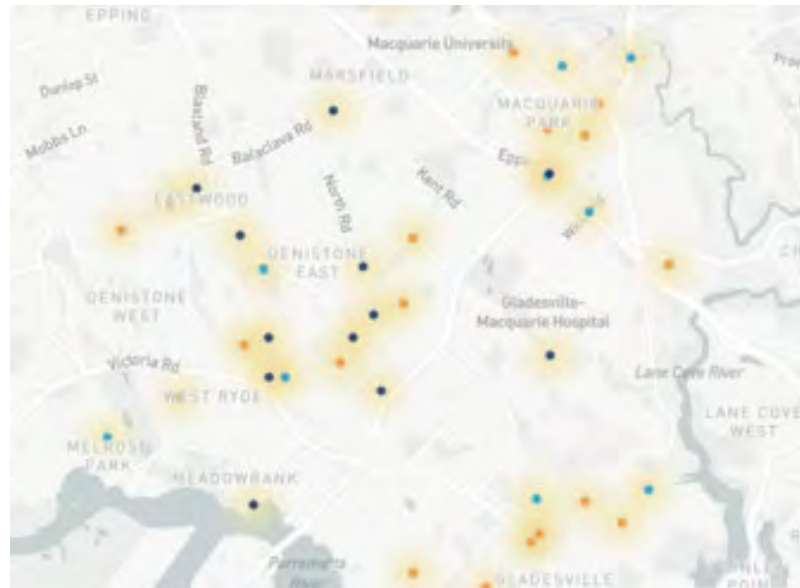 EPPING
Macquarie University
Dunlop St
MARSFIELD
Blaxland Rd
MACQUARIE
PARK
Mobbs Ln
Balaclava Rd
EASTWOOD
North Rd
Kent Rd
DENISTONE
EAST
DENISTONE
WEST
Gladesville-
Macquarie Hospital
Victoria Rd
Lane Cove River
WEST RYDE
LANE COVE
WEST
MELROSE
PARK
MEADOWBANK
Parramatta
River
GLADESVILLE